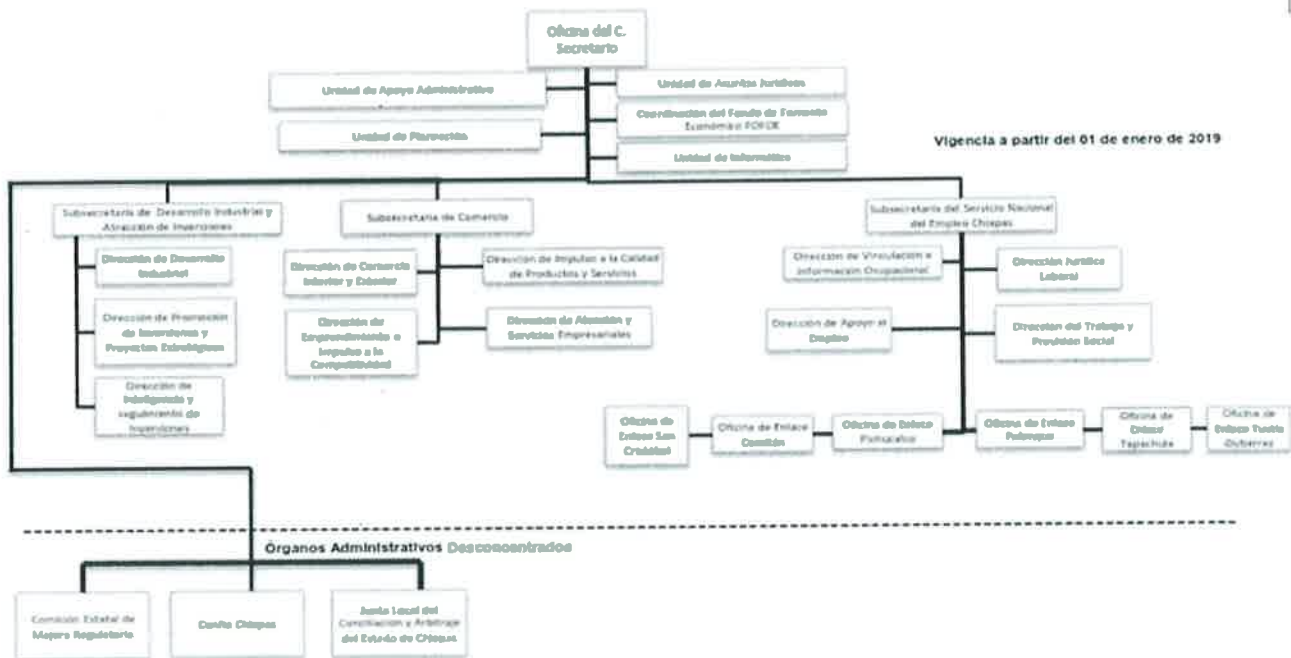 Oficina del C.
Secretario
Unidad de Apoyo Administrativo
Unidad de Asuntos Jurídicos
Coordinación del Fondo de Fomento
Económico FOFOE
Unidad de Planeación
Unidad de Informática
Vigencia a partir del 01 de enero de 2019
Subsecretaría de Desarrollo Industrial y
Atracción de Inversiones
Subsecretaría de Comercio
Subsecretaría del Servicio Nacional
del Empleo Chiapas
Dirección de Desarrollo
Industrial
Dirección de Promoción
de Inversiones y
Proyectos Estratégicos
Dirección de
Inteligencia y
seguimiento de
Inversiones
Dirección de Comercio
Interior y Exterior
Dirección de Impulso a la Calidad
de Productos y Servicios
Dirección de
Emprendimiento e
Impulso a la
Competitividad
Dirección de Atención y
Servicios Empresariales
Dirección de Vinculación e
Información Ocupacional
Dirección Jurídico
Laboral
Dirección de Apoyo al
Empleo
Dirección del Trabajo y
Previsión Social
Oficina de
Enlace San
Cristóbal
Oficina de Enlace
Comitán
Oficina de Enlace
Pichucalco
Oficina de Enlace
Palenque
Oficina de
Enlace
Tapachula
Oficina de
Enlace Tuxtla
Gutiérrez
Órganos Administrativos Desconcentrados
Comisión Estatal de
Mejora Regulatoria
Chiapas
Junta Local del
Conciliación y Arbitraje
del Estado de Chiapas